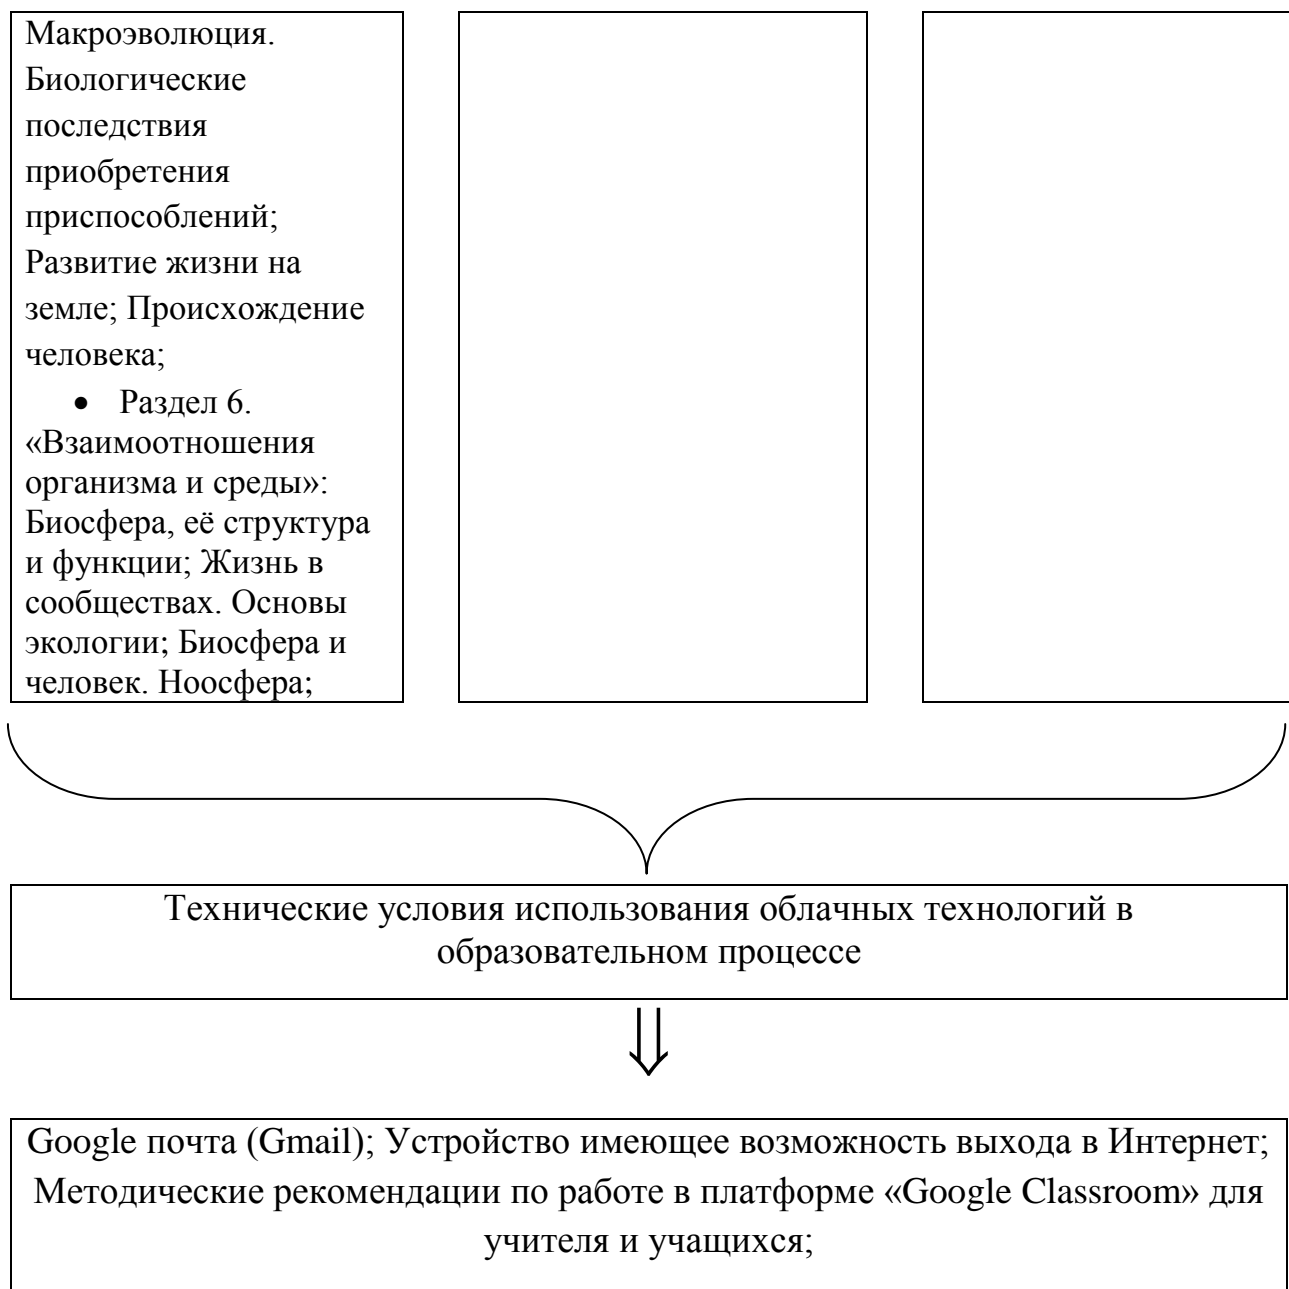 Макроэволюция.
Биологические
последствия
приобретения
приспособлений;
Развитие жизни на
земле; Происхождение
человека;
• Раздел 6.
«Взаимоотношения
организма и среды»:
Биосфера, её структура
и функции; Жизнь в
сообществах. Основы
экологии; Биосфера и
человек. Ноосфера;
Технические условия использования облачных технологий в
образовательном процессе
Google почта (Gmail); Устройство имеющее возможность выхода в Интернет;
Методические рекомендации по работе в платформе «Google Classroom» для
учителя и учащихся;